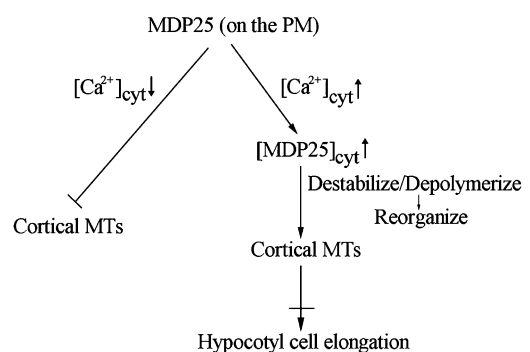 MDP25 (on the PM)
[Ca²⁺]cyt↓
[Ca²⁺]cyt↑
[MDP25]cyt↑
Destabilize/Depolymerize
Reorganize
Cortical MTs
Cortical MTs
Hypocotyl cell elongation